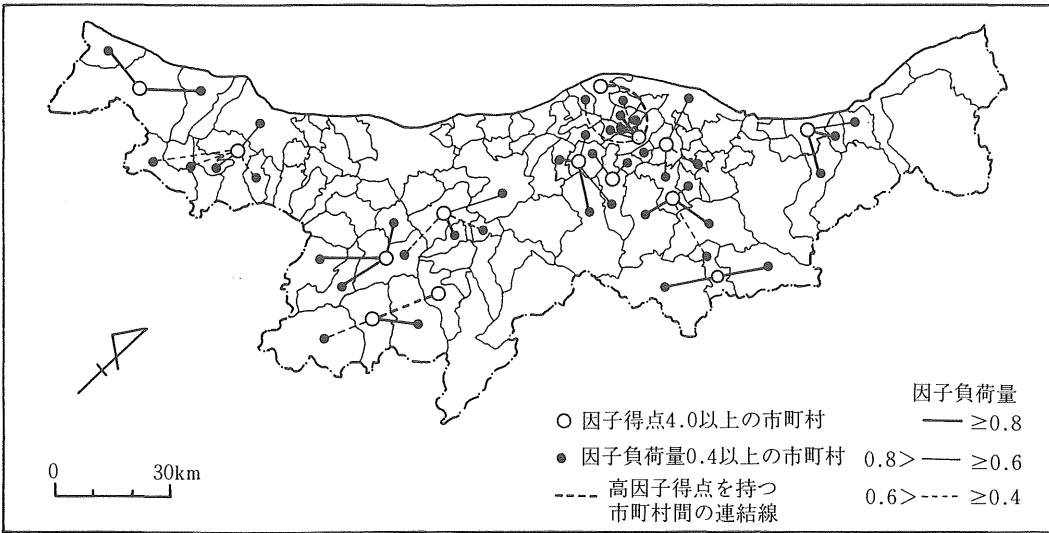 因子負荷量
○ 因子得点4.0以上の市町村
≥0.8
● 因子負荷量0.4以上の市町村
0.8> ≥0.6
高因子得点を持つ
市町村間の連結線
0.6> ≥0.4
0 30km